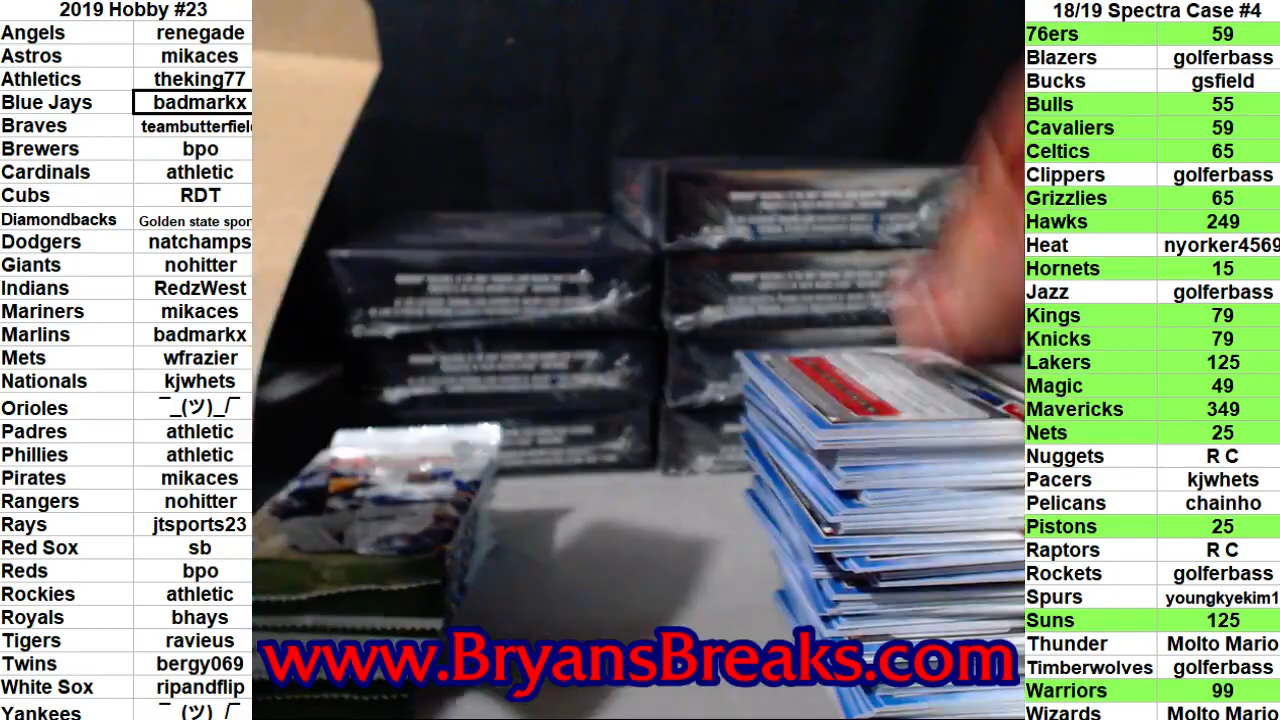 2019 Hobby #23
Angels renegade
Astros mikaces
Athletics theking77
Blue Jays badmarkx
Braves teambutterfiel
Brewers bpo
Cardinals athletic
Cubs RDT
Diamondbacks Golden state spor
Dodgers natchamps
Giants nohitter
Indians RedzWest
Mariners mikaces
Marlins badmarkx
Mets wfrazier
Nationals kjwhets
Orioles ¯_(ツ)_/¯
Padres athletic
Phillies athletic
Pirates mikaces
Rangers nohitter
Rays jtsports23
Red Sox sb
Reds bpo
Rockies athletic
Royals bhays
Tigers ravieus
Twins bergy069
White Sox ripandflip
Yankees ¯_(ツ)_/¯
www.BryansBreaks.com
18/19 Spectra Case #4
76ers 59
Blazers golferbass
Bucks gsfield
Bulls 55
Cavaliers 59
Celtics 65
Clippers golferbass
Grizzlies 65
Hawks 249
Heat nyorker4569
Hornets 15
Jazz golferbass
Kings 79
Knicks 79
Lakers 125
Magic 49
Mavericks 349
Nets 25
Nuggets R C
Pacers kjwhets
Pelicans chainho
Pistons 25
Raptors R C
Rockets golferbass
Spurs youngkyekim1
Suns 125
Thunder Molto Mario
Timberwolves golferbass
Warriors 99
Wizards Molto Mario